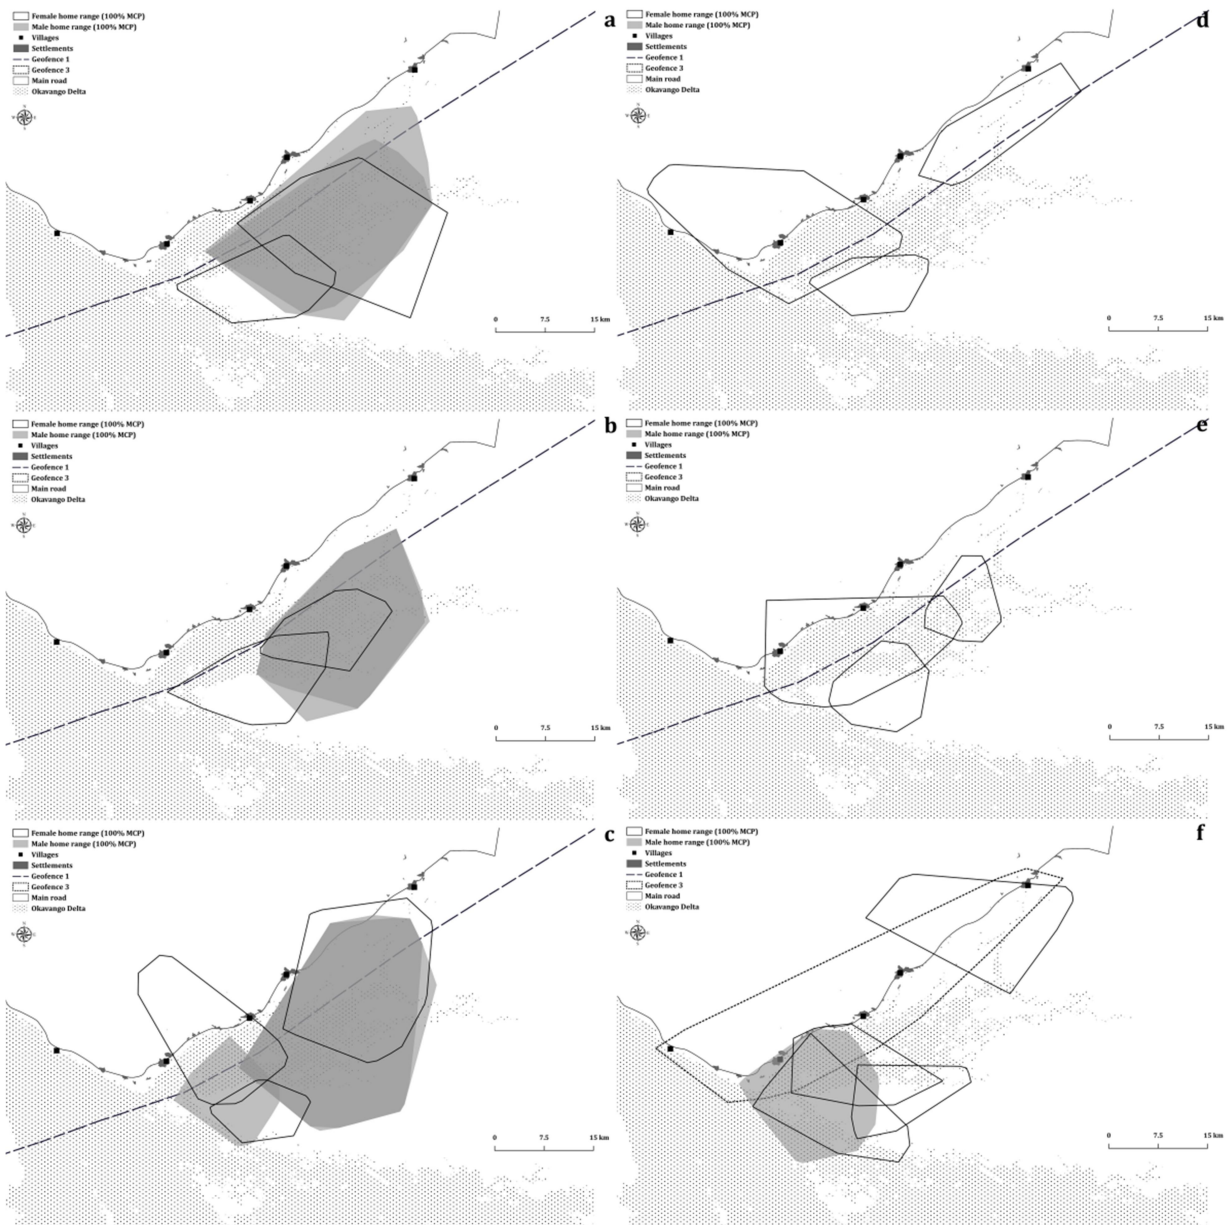 Female home range (100% MCP)
Male home range (100% MCP)
Villages
Settlements
Geofence 1
Geofence 3
Main road
Okavango Delta
N
W
E
S
a
0
7.5
15 km
Female home range (100% MCP)
Male home range (100% MCP)
Villages
Settlements
Geofence 1
Geofence 3
Main road
Okavango Delta
N
W
E
S
d
0
7.5
15 km
Female home range (100% MCP)
Male home range (100% MCP)
Villages
Settlements
Geofence 1
Geofence 3
Main road
Okavango Delta
N
W
E
S
b
0
7.5
15 km
Female home range (100% MCP)
Male home range (100% MCP)
Villages
Settlements
Geofence 1
Geofence 3
Main road
Okavango Delta
N
W
E
S
e
0
7.5
15 km
Female home range (100% MCP)
Male home range (100% MCP)
Villages
Settlements
Geofence 1
Geofence 3
Main road
Okavango Delta
N
W
E
S
c
0
7.5
15 km
Female home range (100% MCP)
Male home range (100% MCP)
Villages
Settlements
Geofence 1
Geofence 3
Main road
Okavango Delta
N
W
E
S
f
0
7.5
15 km